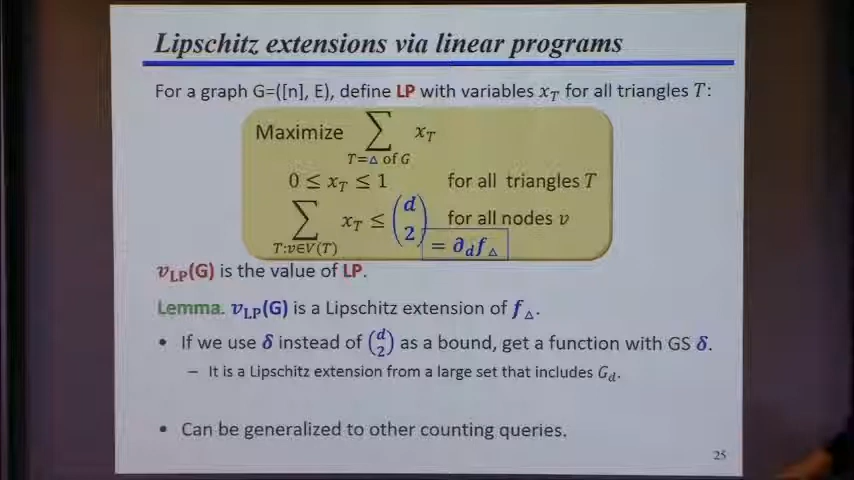 Lipschitz extensions via linear programs
For a graph G=([n], E), define LP with variables x_T for all triangles T:
Maximize ∑ x_T
T=△ of G
0 ≤ x_T ≤ 1 for all triangles T
∑ x_T ≤ (d 2) for all nodes v
T:v∈V(T)
= ∂_d f_△
v_LP(G) is the value of LP.
Lemma. v_LP(G) is a Lipschitz extension of f_△.
• If we use δ instead of (d 2) as a bound, get a function with GS δ.
– It is a Lipschitz extension from a large set that includes G_d.
• Can be generalized to other counting queries.
25